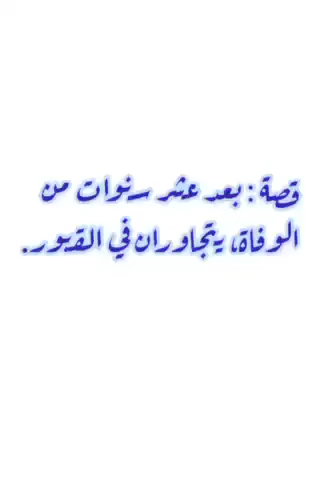 قصة: بعد عشر سنوات من
الوفاة، يتجاوران في القبور.